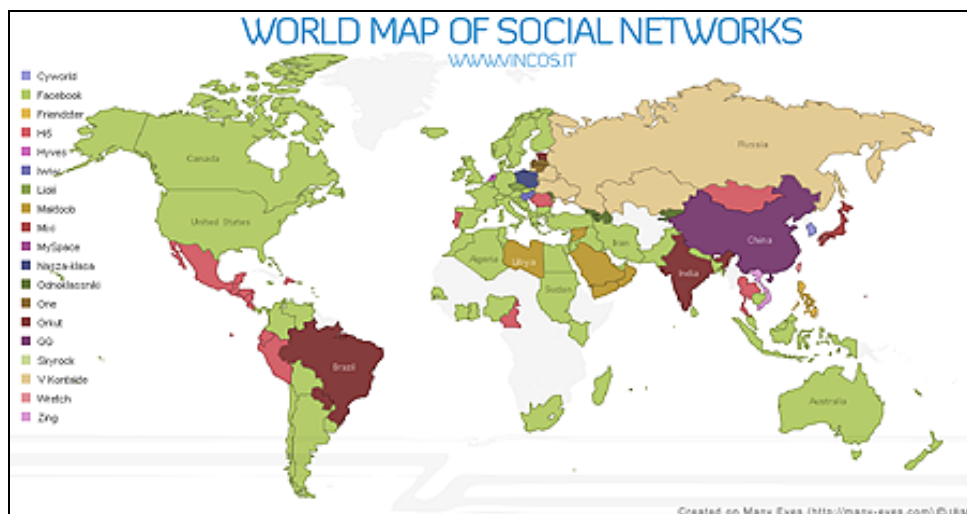 WORLD MAP OF SOCIAL NETWORKS
WWW.VINCOS.IT
Cyworld
Facebook
Friendster
Hi5
Hyves
Iwiw
Lidé
Maktoob
Mixi
MySpace
Nasza-klasa
Odnoklassniki
One
Orkut
QQ
Skyrock
V Kontakte
Wretch
Zing
Canada
United States
Brazil
Algeria
Libya
Sudan
Iran
Russia
China
India
Australia
Created on Many Eyes (http://many-eyes.com) ©